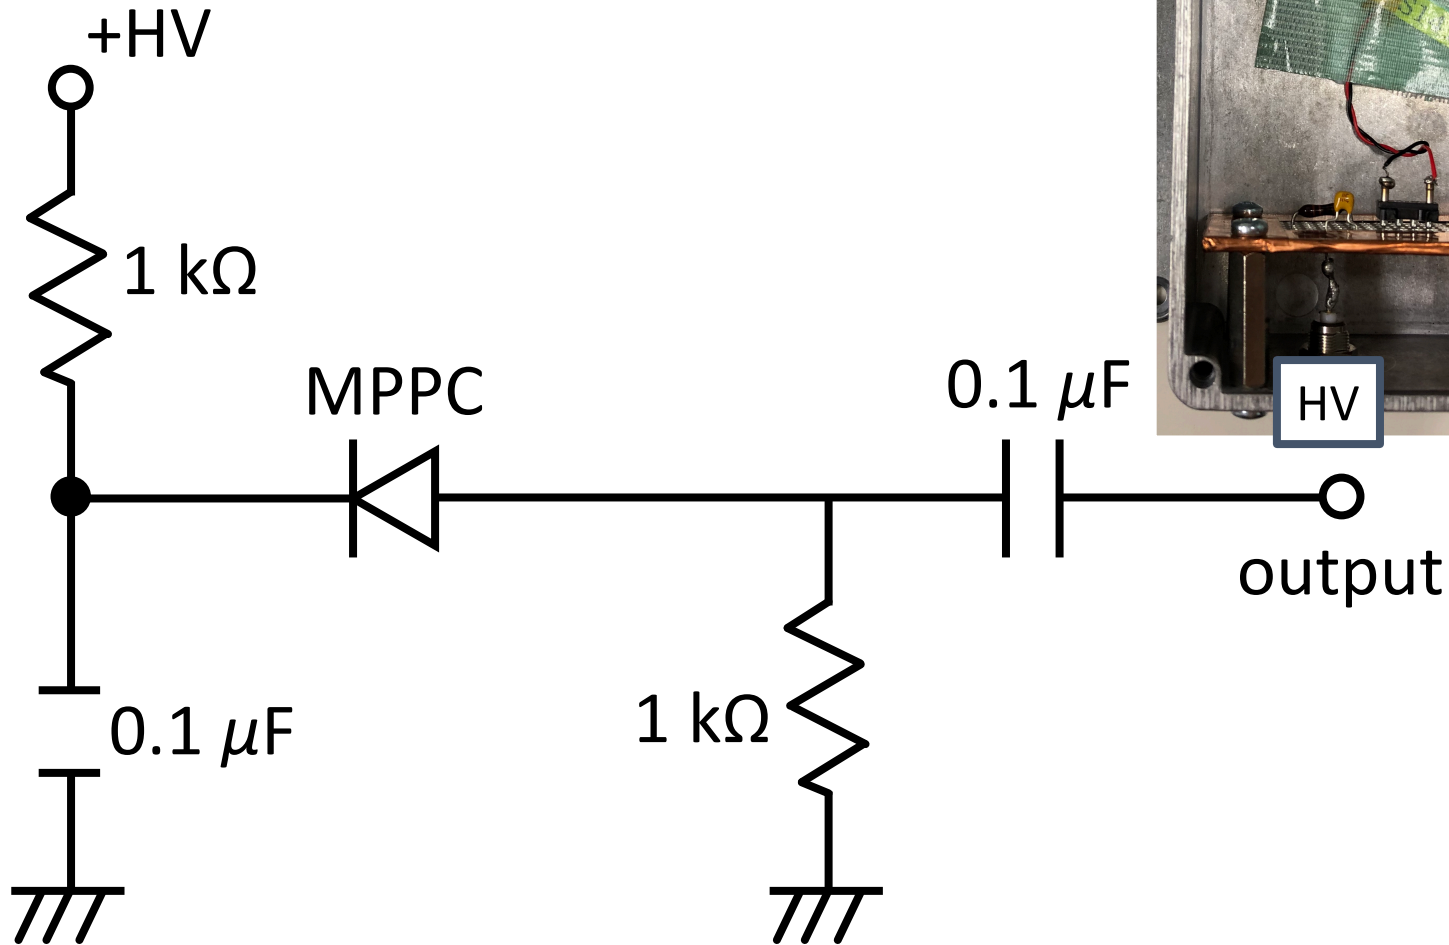 +HV
1 kΩ
MPPC
0.1 μF
HV
output
0.1 μF
1 kΩ